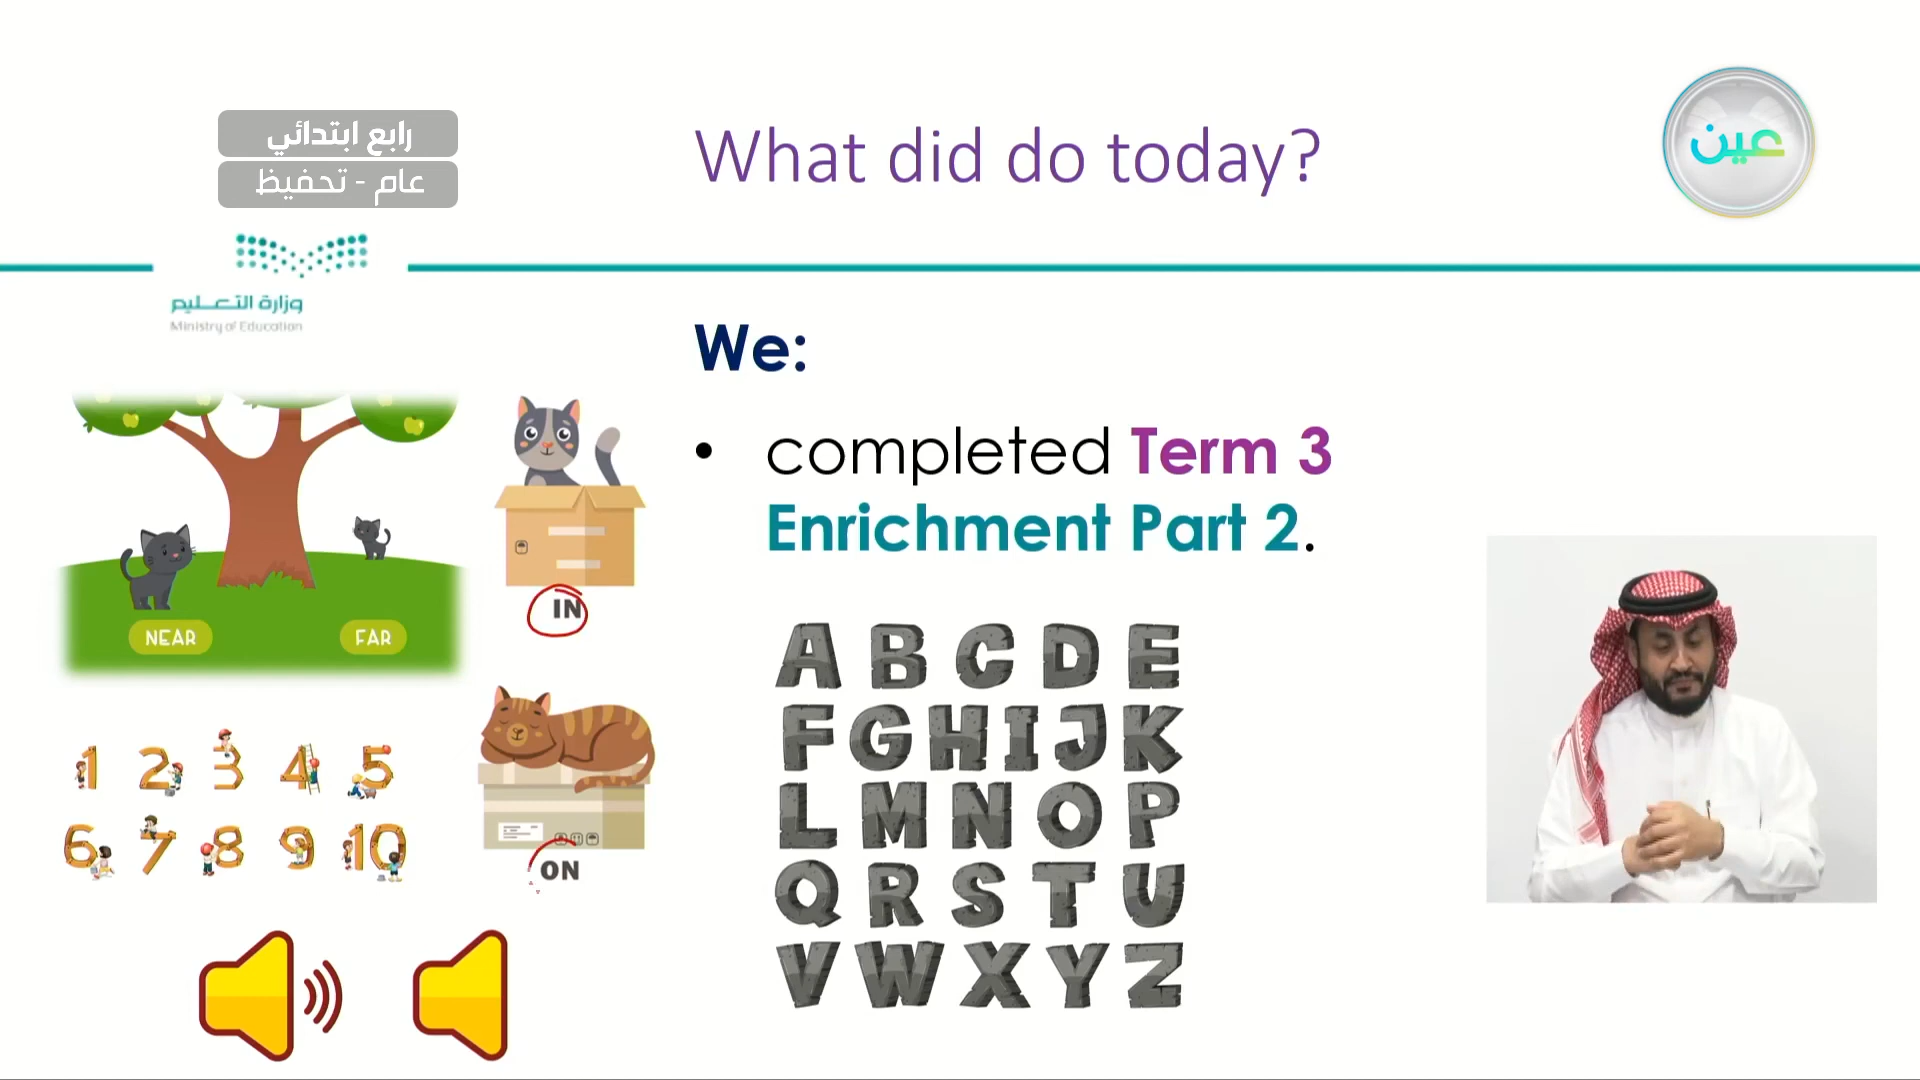 رابع ابتدائي
عام - تحفيظ
What did do today?
عين
وزارة التعليم
Ministry of Education
We:
• completed Term 3
Enrichment Part 2.
NEAR
FAR
IN
ON
1 2 3 4 5
6 7 8 9 10
A B C D E
F G H I J K
L M N O P
Q R S T U
V W X Y Z